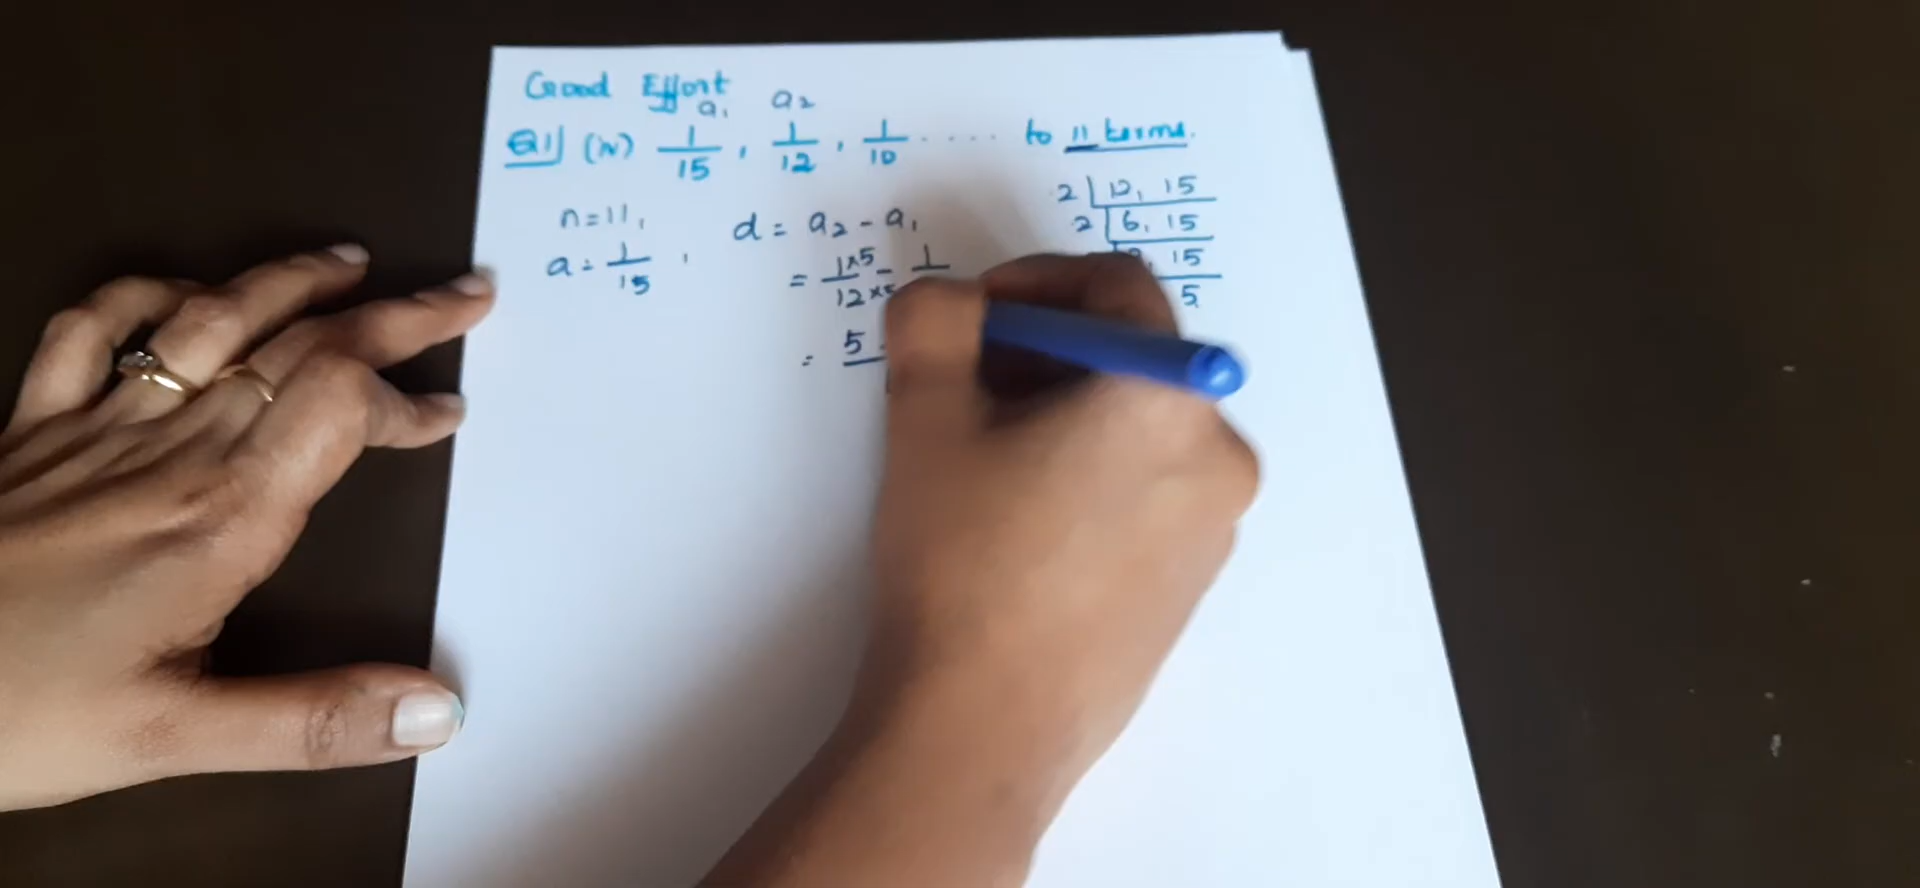 Good Effort
a₁ a₂
Q1) (iv) 1/15, 1/12, 1/10 .... to 11 terms.
n=11,
a = 1/15,
d = a₂ - a₁
= 1×5/12×5 - 1
= 5
2 | 12, 15
2 | 6, 15
, 15
5